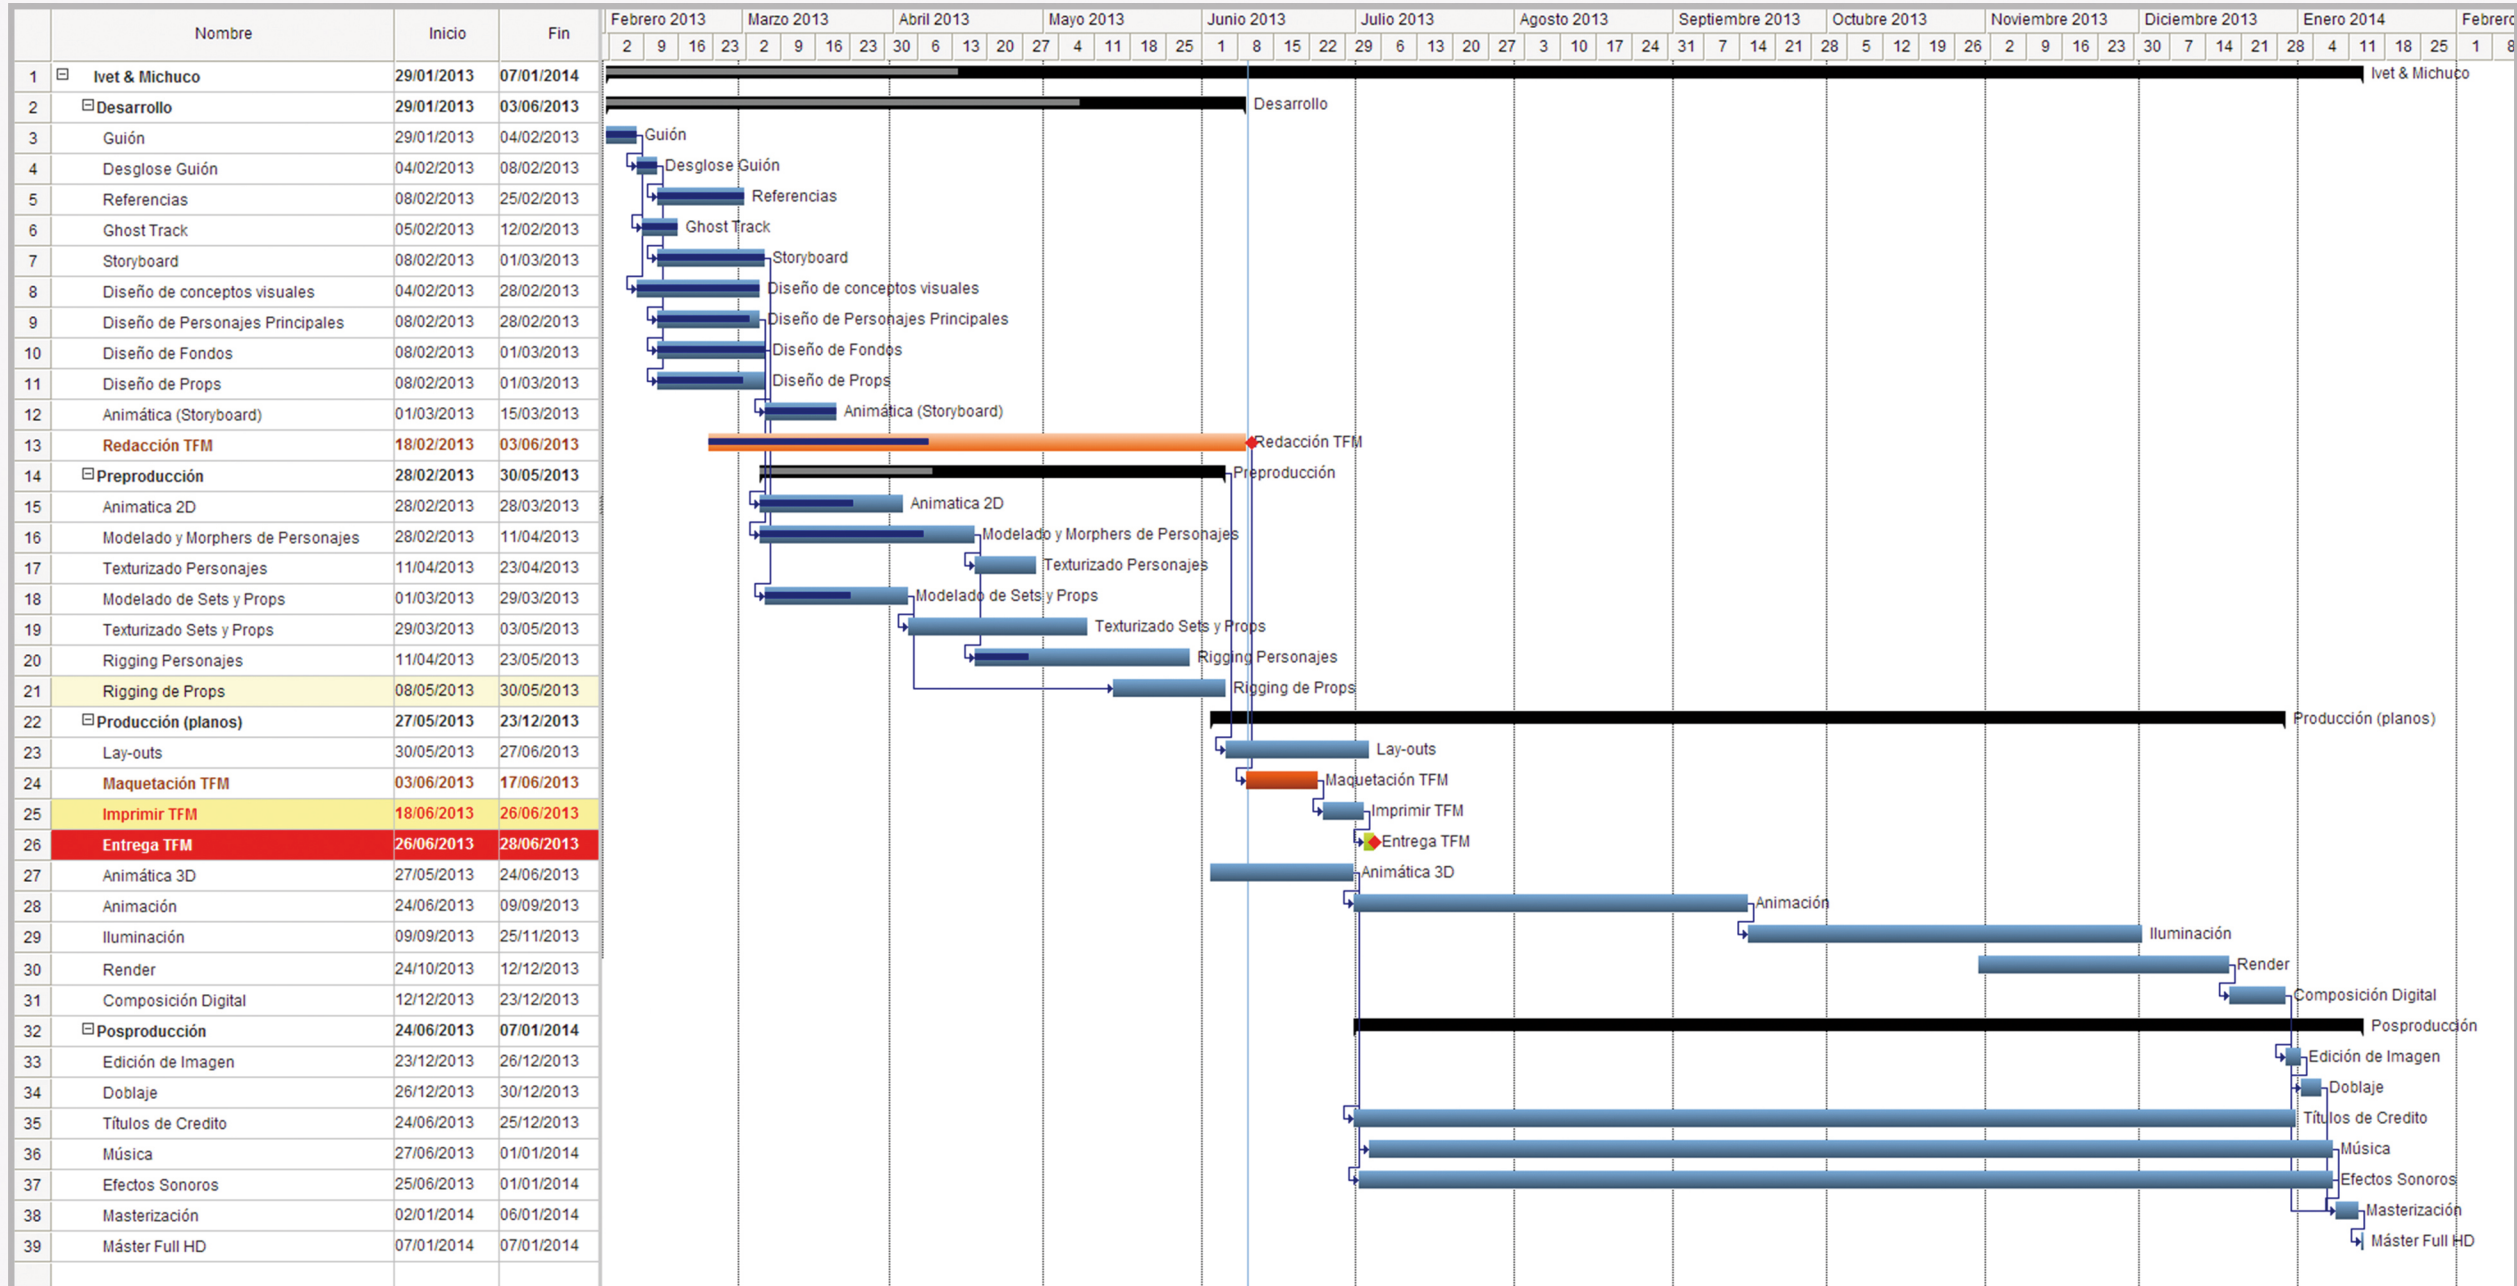 Nombre Inicio Fin
Febrero 2013 Marzo 2013 Abril 2013 Mayo 2013 Junio 2013 Julio 2013 Agosto 2013 Septiembre 2013 Octubre 2013 Noviembre 2013 Diciembre 2013 Enero 2014 Febrero
2 9 16 23 2 9 16 23 30 6 13 20 27 4 11 18 25 1 8 15 22 29 6 13 20 27 3 10 17 24 31 7 14 21 28 5 12 19 26 2 9 16 23 30 7 14 21 28 4 11 18 25 1 8
1 Ivet & Michuco 29/01/2013 07/01/2014 Ivet & Michuco
2 Desarrollo 29/01/2013 03/06/2013 Desarrollo
3 Guión 29/01/2013 04/02/2013 Guión
4 Desglose Guión 04/02/2013 08/02/2013 Desglose Guión
5 Referencias 08/02/2013 25/02/2013 Referencias
6 Ghost Track 05/02/2013 12/02/2013 Ghost Track
7 Storyboard 08/02/2013 01/03/2013 Storyboard
8 Diseño de conceptos visuales 04/02/2013 28/02/2013 Diseño de conceptos visuales
9 Diseño de Personajes Principales 08/02/2013 28/02/2013 Diseño de Personajes Principales
10 Diseño de Fondos 08/02/2013 01/03/2013 Diseño de Fondos
11 Diseño de Props 08/02/2013 01/03/2013 Diseño de Props
12 Animática (Storyboard) 01/03/2013 15/03/2013 Animática (Storyboard)
13 Redacción TFM 18/02/2013 03/06/2013 Redacción TFM
14 Preproducción 28/02/2013 30/05/2013 Preproducción
15 Animatica 2D 28/02/2013 28/03/2013 Animatica 2D
16 Modelado y Morphers de Personajes 28/02/2013 11/04/2013 Modelado y Morphers de Personajes
17 Texturizado Personajes 11/04/2013 23/04/2013 Texturizado Personajes
18 Modelado de Sets y Props 01/03/2013 29/03/2013 Modelado de Sets y Props
19 Texturizado Sets y Props 29/03/2013 03/05/2013 Texturizado Sets y Props
20 Rigging Personajes 11/04/2013 23/05/2013 Rigging Personajes
21 Rigging de Props 08/05/2013 30/05/2013 Rigging de Props
22 Producción (planos) 27/05/2013 23/12/2013 Producción (planos)
23 Lay-outs 30/05/2013 27/06/2013 Lay-outs
24 Maquetación TFM 03/06/2013 17/06/2013 Maquetación TFM
25 Imprimir TFM 18/06/2013 26/06/2013 Imprimir TFM
26 Entrega TFM 26/06/2013 28/06/2013 Entrega TFM
27 Animática 3D 27/05/2013 24/06/2013 Animática 3D
28 Animación 24/06/2013 09/09/2013 Animación
29 Iluminación 09/09/2013 25/11/2013 Iluminación
30 Render 24/10/2013 12/12/2013 Render
31 Composición Digital 12/12/2013 23/12/2013 Composición Digital
32 Posproducción 24/06/2013 07/01/2014 Posproducción
33 Edición de Imagen 23/12/2013 26/12/2013 Edición de Imagen
34 Doblaje 26/12/2013 30/12/2013 Doblaje
35 Títulos de Credito 24/06/2013 25/12/2013 Títulos de Credito
36 Música 27/06/2013 01/01/2014 Música
37 Efectos Sonoros 25/06/2013 01/01/2014 Efectos Sonoros
38 Masterización 02/01/2014 06/01/2014 Masterización
39 Máster Full HD 07/01/2014 07/01/2014 Máster Full HD